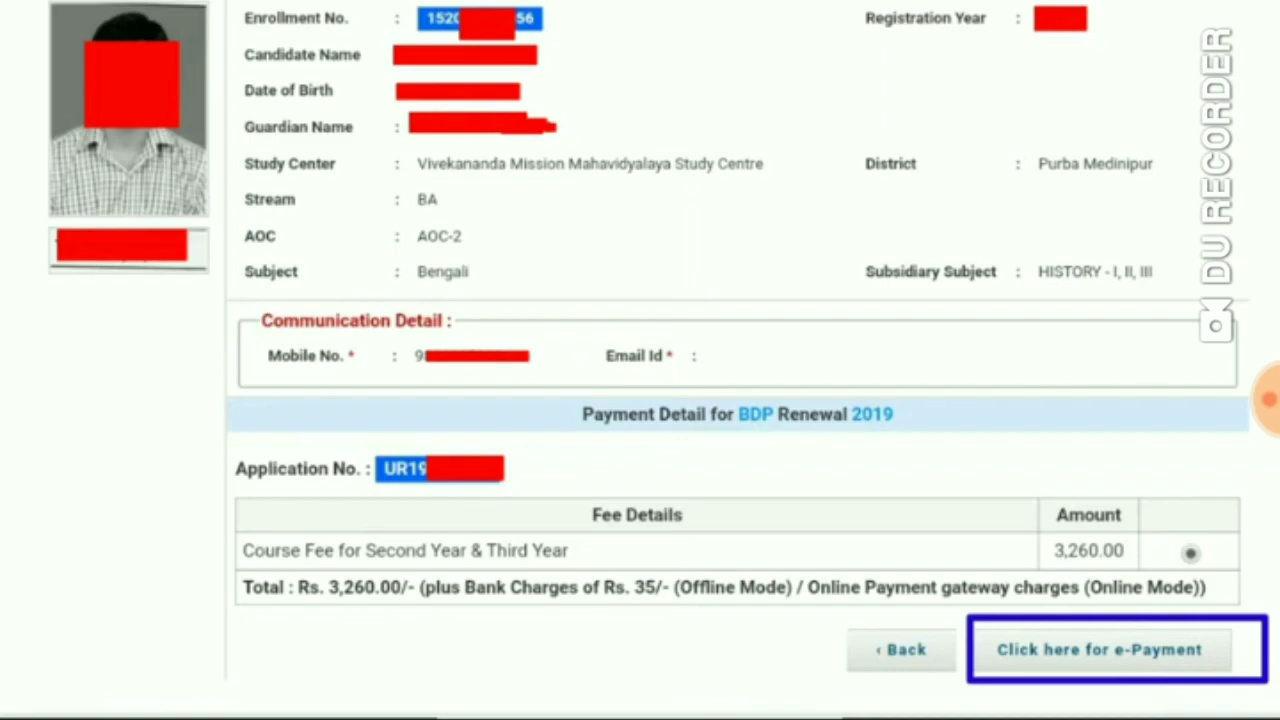 Enrollment No. : 1520 56 Registration Year :
Candidate Name
Date of Birth
Guardian Name :
Study Center : Vivekananda Mission Mahavidyalaya Study Centre District : Purba Medinipur
Stream : BA
AOC : AOC-2
Subject : Bengali Subsidiary Subject : HISTORY - I, II, III
Communication Detail :
Mobile No. * : 9 Email Id * :
Payment Detail for BDP Renewal 2019
Application No. : UR19
Fee Details Amount
Course Fee for Second Year & Third Year 3,260.00
Total : Rs. 3,260.00/- (plus Bank Charges of Rs. 35/- (Offline Mode) / Online Payment gateway charges (Online Mode))
‹ Back Click here for e-Payment
DU RECORDER